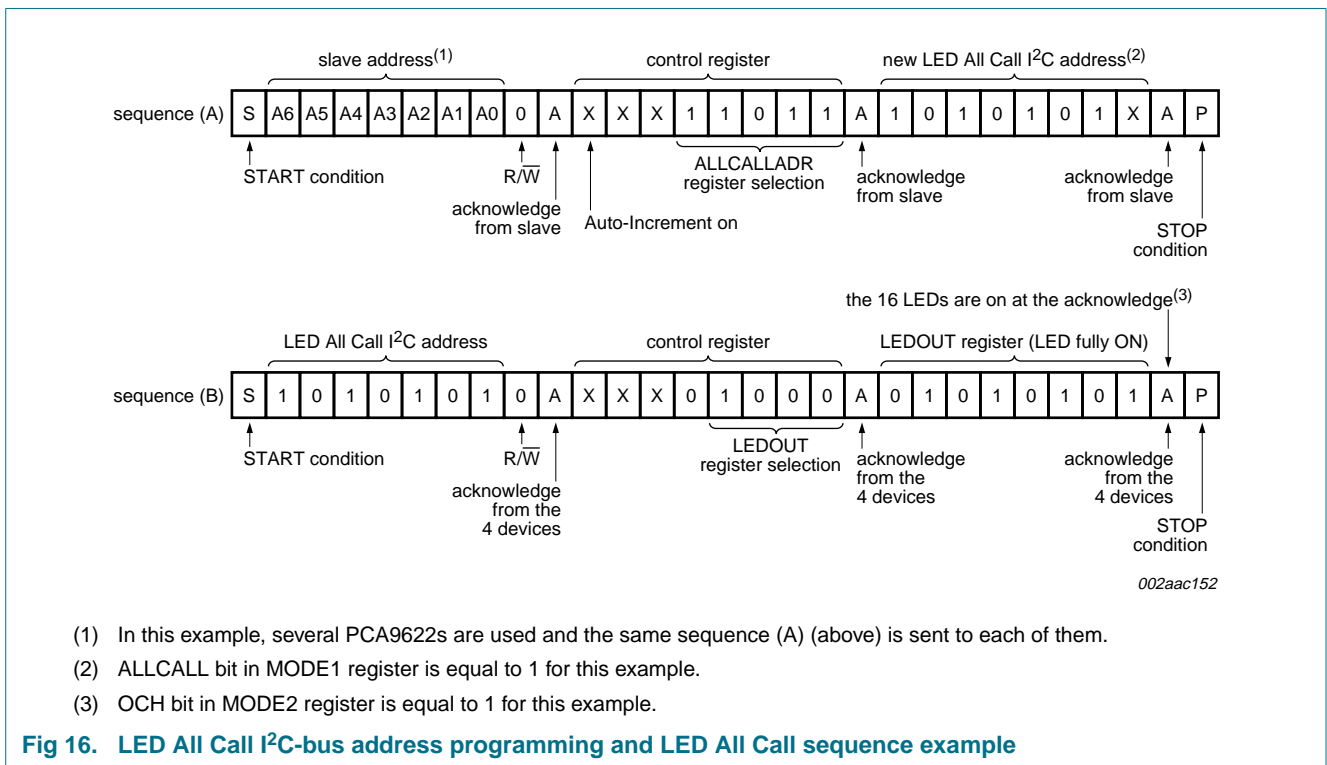 slave address(1) control register new LED All Call I2C address(2)
sequence (A) S A6 A5 A4 A3 A2 A1 A0 0 A X X X 1 1 0 1 1 A 1 0 1 0 1 0 1 X A P
START condition R/W acknowledge from slave Auto-Increment on ALLCALLADR register selection acknowledge from slave acknowledge from slave STOP condition
the 16 LEDs are on at the acknowledge(3)
LED All Call I2C address control register LEDOUT register (LED fully ON)
sequence (B) S 1 0 1 0 1 0 1 0 A X X X 0 1 0 0 0 A 0 1 0 1 0 1 0 1 A P
START condition R/W acknowledge from the 4 devices LEDOUT register selection acknowledge from the 4 devices acknowledge from the 4 devices STOP condition
002aac152
(1) In this example, several PCA9622s are used and the same sequence (A) (above) is sent to each of them.
(2) ALLCALL bit in MODE1 register is equal to 1 for this example.
(3) OCH bit in MODE2 register is equal to 1 for this example.
Fig 16. LED All Call I2C-bus address programming and LED All Call sequence example